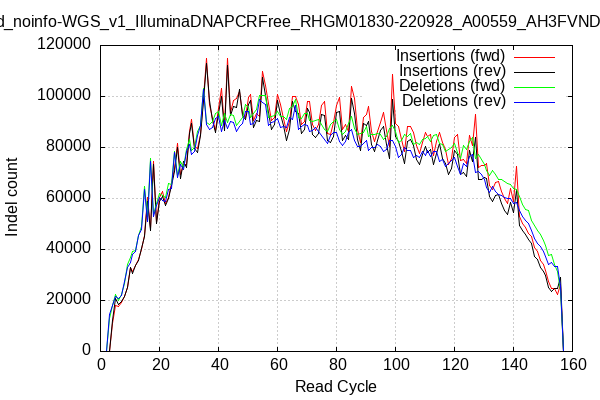 d_noinfo-WGS_v1_IlluminaDNAPCRFree_RHGM01830-220928_A00559_AH3FVND
120000
100000
80000
60000
40000
20000
0
Indel count
Insertions (fwd)
Insertions (rev)
Deletions (fwd)
Deletions (rev)
0 20 40 60 80 100 120 140 160
Read Cycle